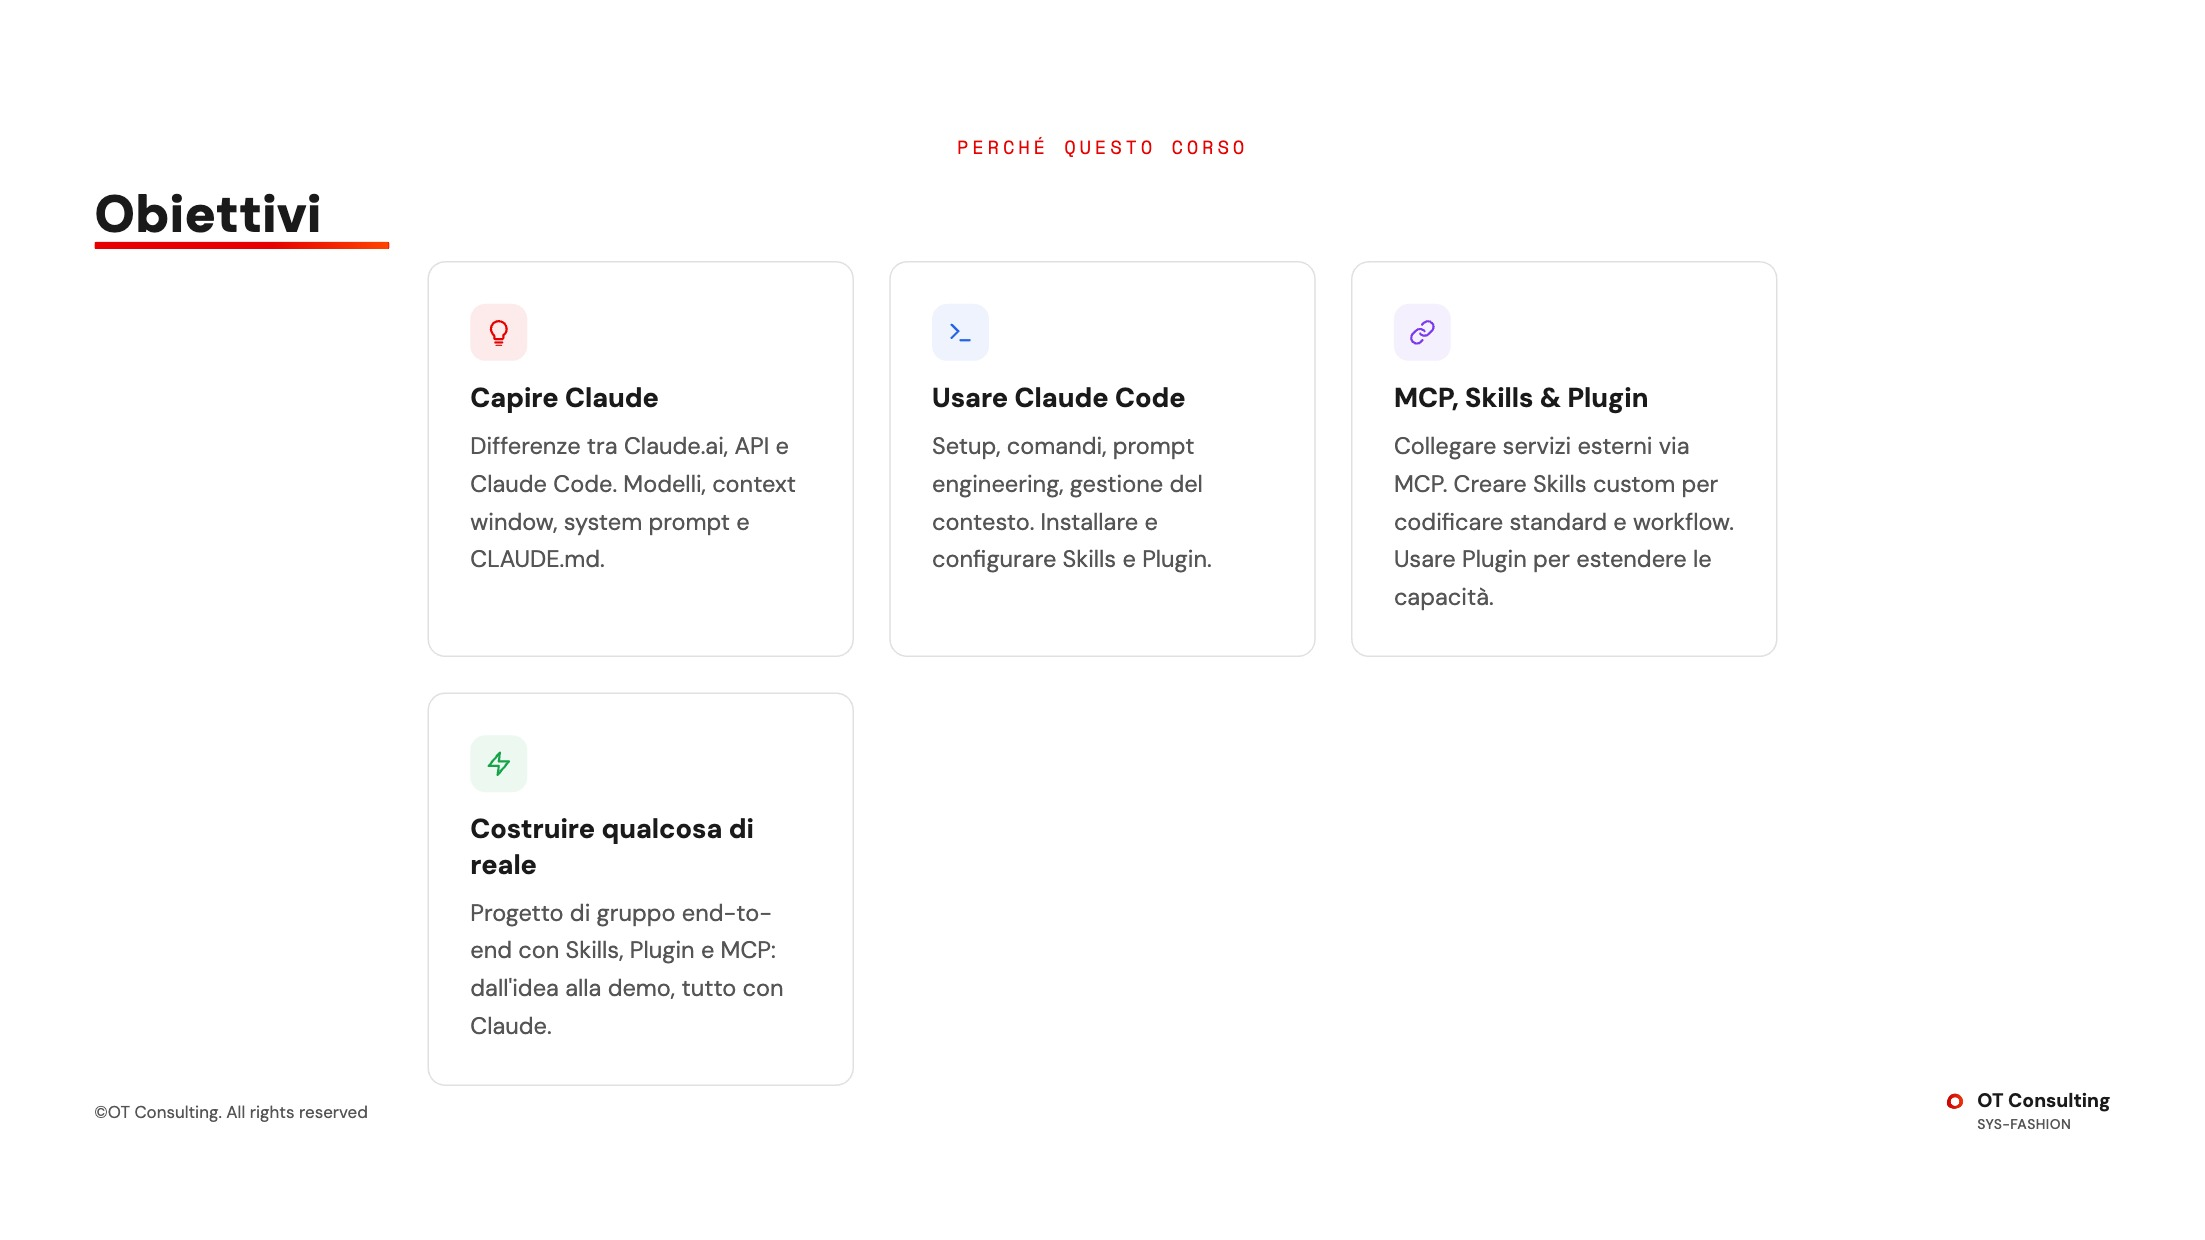 PERCHÉ QUESTO CORSO
Obiettivi
Capire Claude
Differenze tra Claude.ai, API e
Claude Code. Modelli, context
window, system prompt e
CLAUDE.md.
Usare Claude Code
Setup, comandi, prompt
engineering, gestione del
contesto. Installare e
configurare Skills e Plugin.
MCP, Skills & Plugin
Collegare servizi esterni via
MCP. Creare Skills custom per
codificare standard e workflow.
Usare Plugin per estendere le
capacità.
Costruire qualcosa di
reale
Progetto di gruppo end-to-
end con Skills, Plugin e MCP:
dall'idea alla demo, tutto con
Claude.
©OT Consulting. All rights reserved
OT Consulting
SYS-FASHION